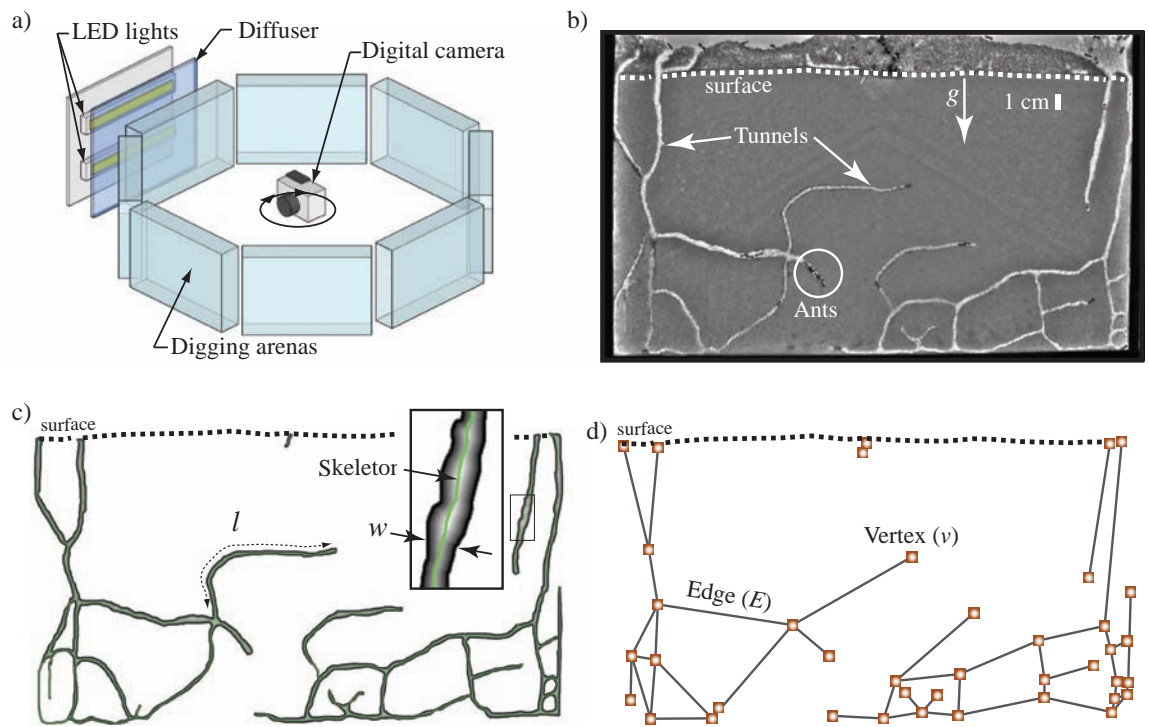 a)
LED lights
Diffuser
Digital camera
Digging arenas
b)
surface
g
1 cm
Tunnels
Ants
c)
surface
Skeletor
w
l
d)
surface
Vertex (v)
Edge (E)